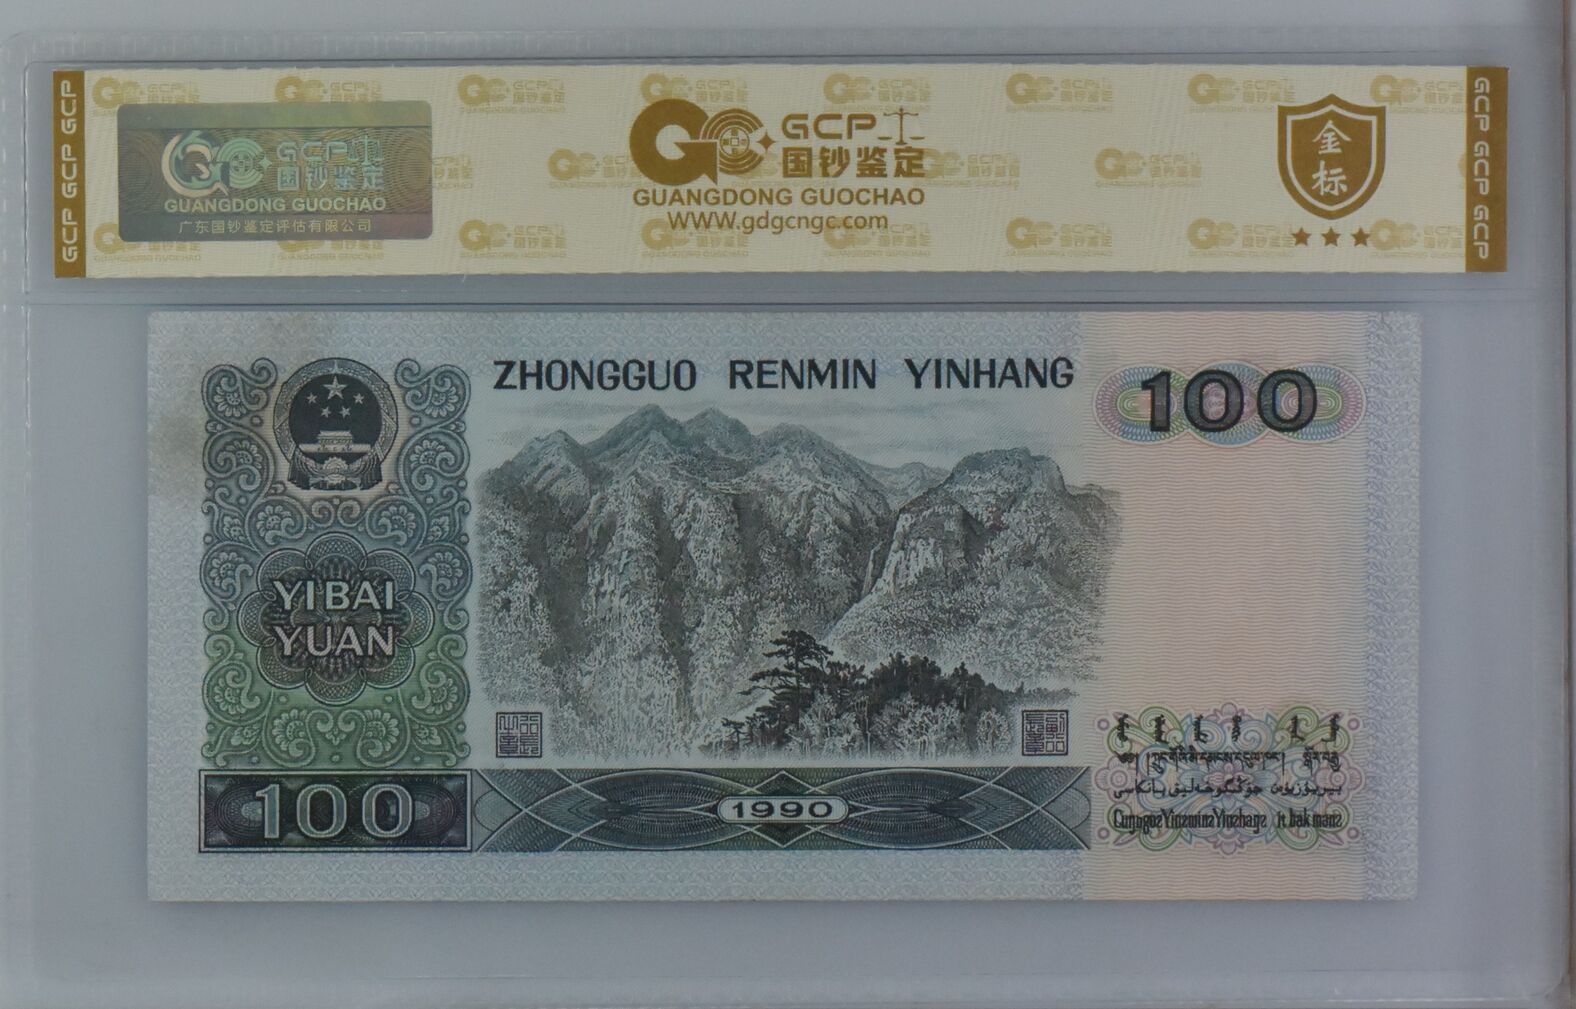 GCP GCP GCP
GCP
国钞鉴定
GUANGDONG GUOCHAO
广东国钞鉴定评估有限公司
GCP
国钞鉴定
GUANGDONG GUOCHAO
WWW.gdgcngc.com
金
标
GCP GCP GCP
ZHONGGUO RENMIN YINHANG
100
YIBAI
YUAN
100
1990